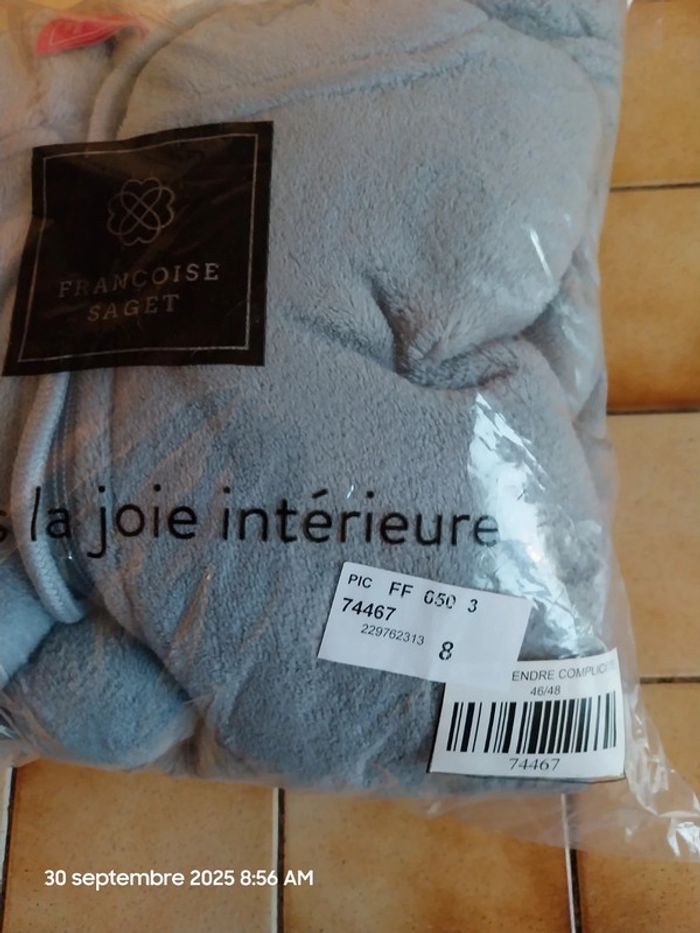 FRANÇOISE
SAGET
la joie intérieure
PIC FF 050 3
74467
229762313 8
ENDRE COMPLICITE
46/48
74467
30 septembre 2025 8:56 AM